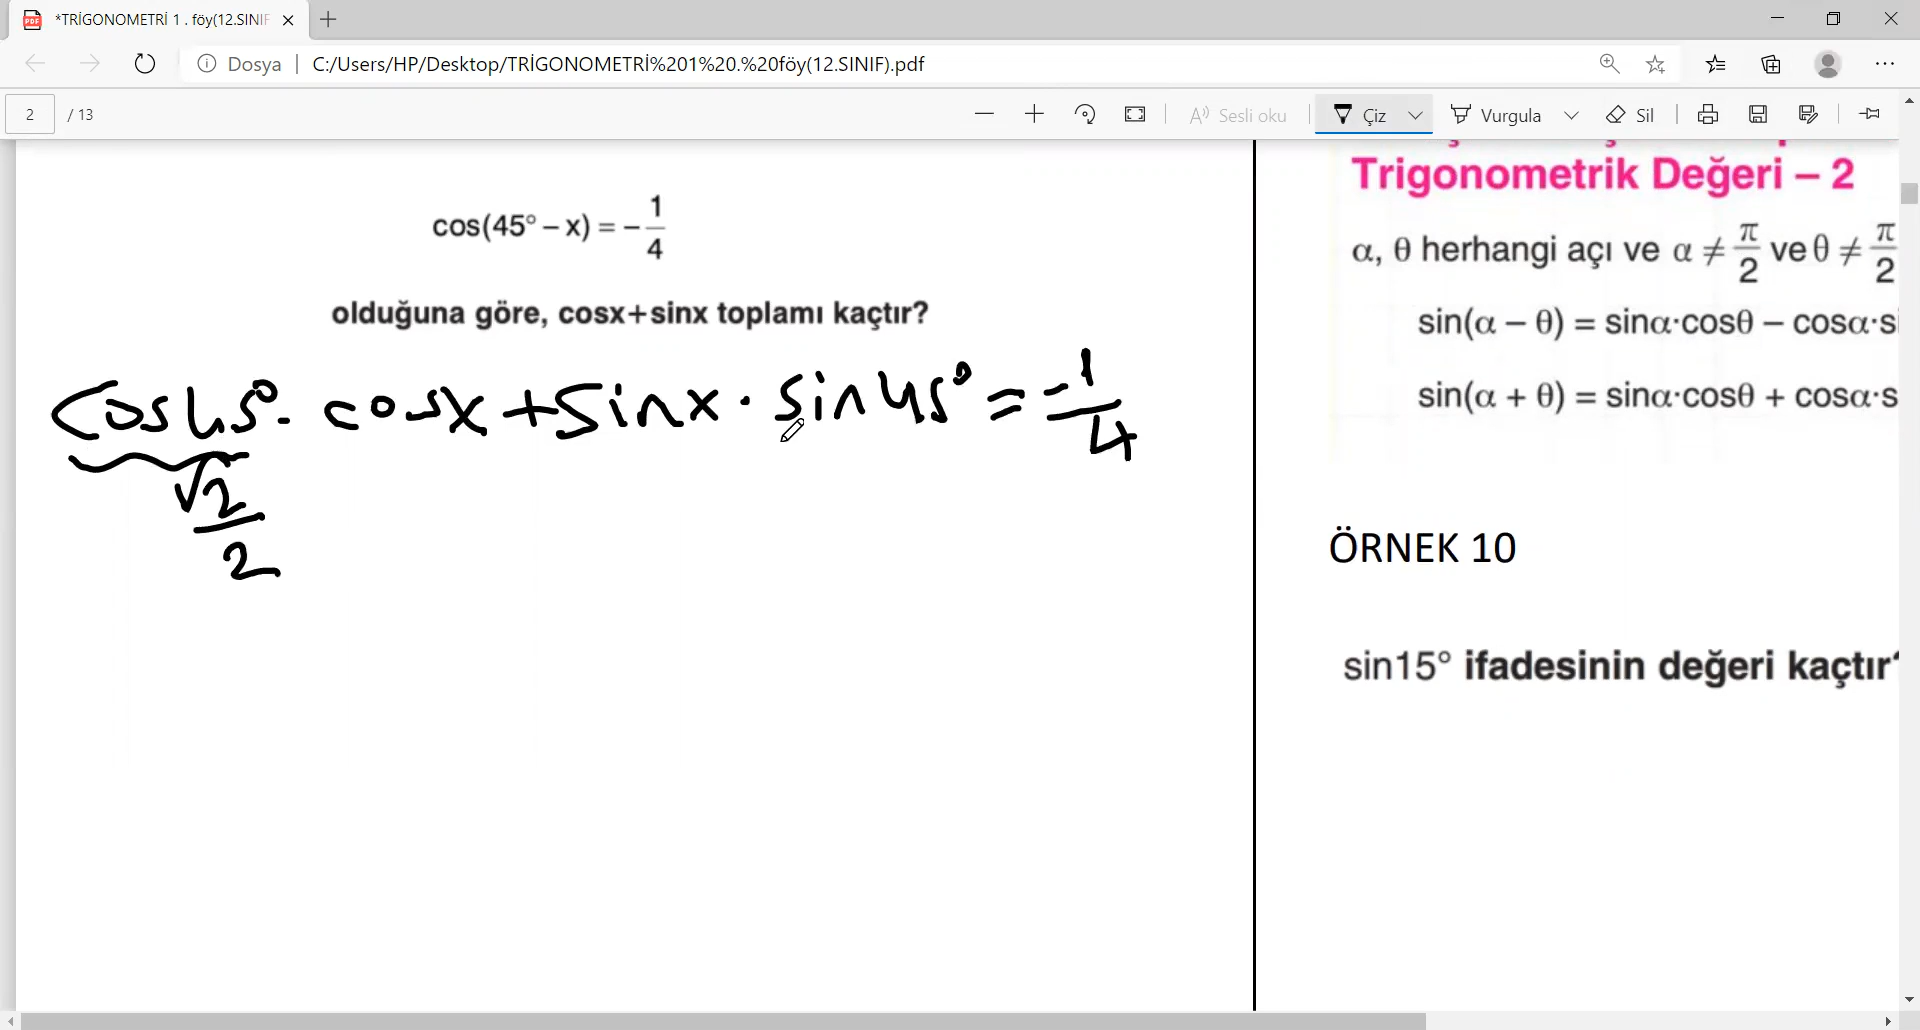 *TRİGONOMETRİ 1 . föy(12.SINIF
Dosya | C:/Users/HP/Desktop/TRİGONOMETRİ%201%20.%20föy(12.SINIF).pdf
2 / 13
Sesli oku
Çiz
Vurgula
Sil
cos(45° – x) = – 1/4
olduğuna göre, cosx+sinx toplamı kaçtır?
cos45° · cosx + sinx · sin45° = -1/4
√2/2
Trigonometrik Değeri – 2
α, θ herhangi açı ve α ≠ π/2 ve θ ≠ π/2
sin(α – θ) = sinα·cosθ – cosα·s
sin(α + θ) = sinα·cosθ + cosα·s
ÖRNEK 10
sin15° ifadesinin değeri kaçtır